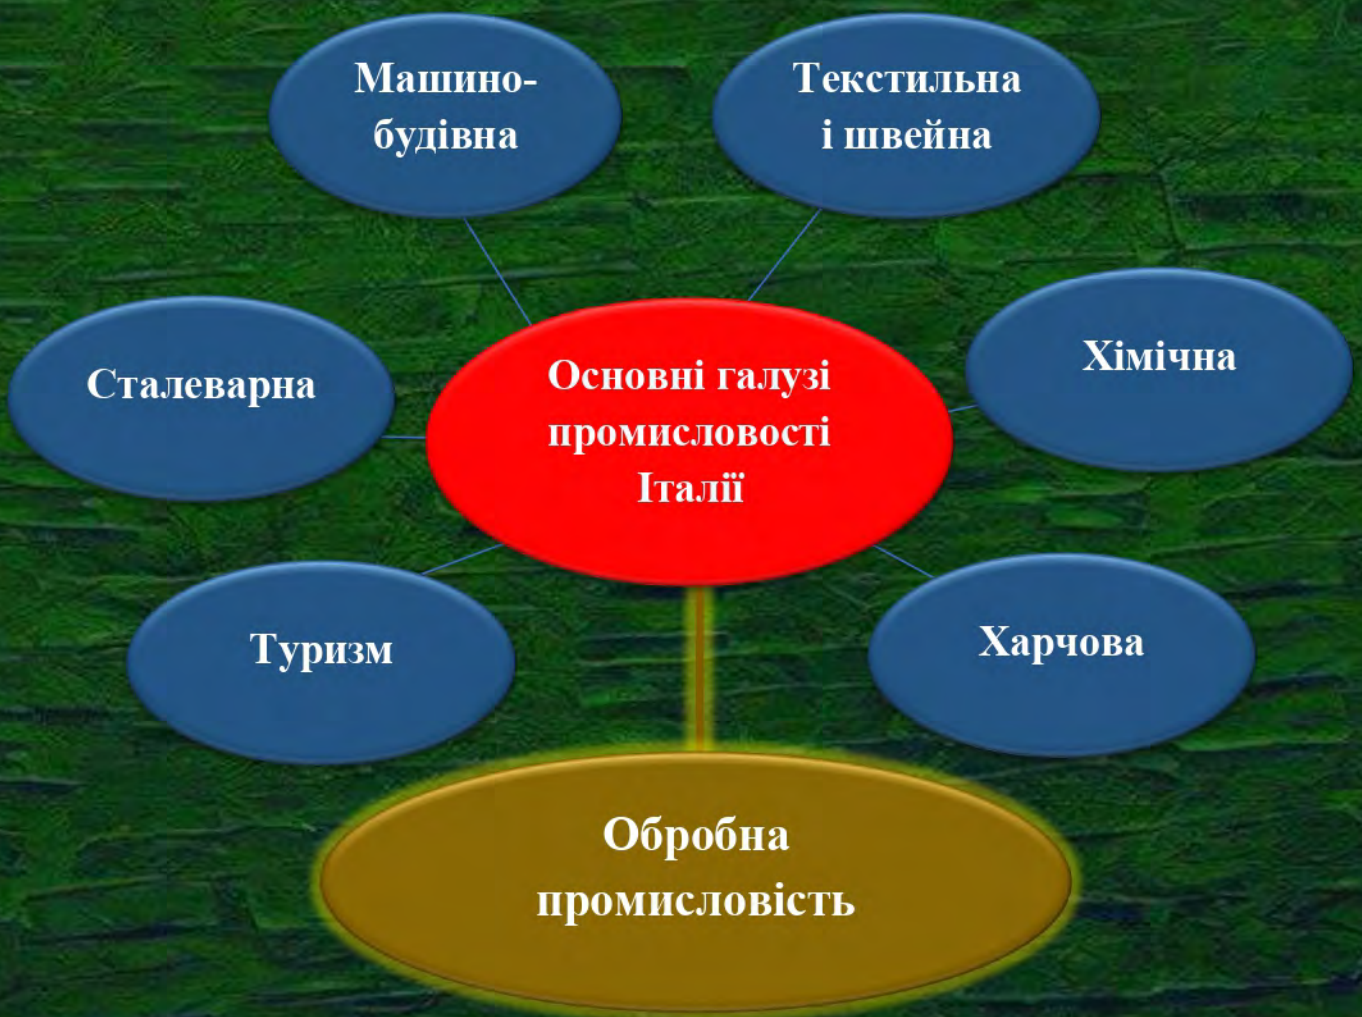 Машино-
будівна
Текстильна
і швейна
Сталеварна
Основні галузі
промисловості
Італії
Хімічна
Туризм
Харчова
Обробна
промисловість